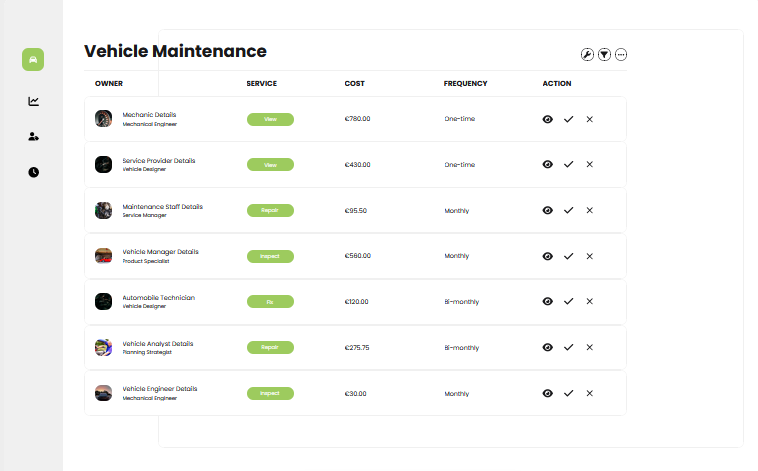 Vehicle Maintenance
OWNER SERVICE COST FREQUENCY ACTION
Mechanic Details
Mechanical Engineer
View €780.00 One-time
Service Provider Details
Vehicle Designer
View €430.00 One-time
Maintenance Staff Details
Service Manager
Repair €95.50 Monthly
Vehicle Manager Details
Product Specialist
Inspect €560.00 Monthly
Automobile Technician
Vehicle Designer
Fix €120.00 Bi-monthly
Vehicle Analyst Details
Planning Strategist
Repair €275.75 Bi-monthly
Vehicle Engineer Details
Mechanical Engineer
Inspect €30.00 Monthly